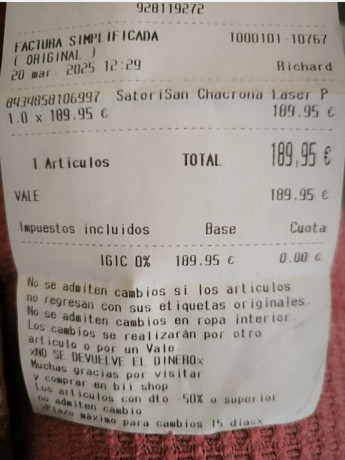 928119272
FACTURA SIMPLIFICADA T000101-10767
( ORIGINAL )
20 mar. 2025 12:29 Richard
8434858106997 SatoriSan Chacrona Laser P
1.0 x 189,95 € 189,95 €
1 Articulos TOTAL 189,95 €
VALE 189,95 €
Impuestos incluidos Base Cuota
IGIC 0% 189,95 € 0,00 €
No se admiten cambios si los articulos
no regresan con sus etiquetas originales.
No se admiten cambios en ropa interior.
Los cambios se realizarán por otro
articulo o por un Vale.
xNO SE DEVUELVE EL DINEROx
Muchas gracias por visitar
y comprar en bii shop
Los articulos con dto -50% o superior
no admiten cambio
xPlazo máximo para cambios 15 diasx